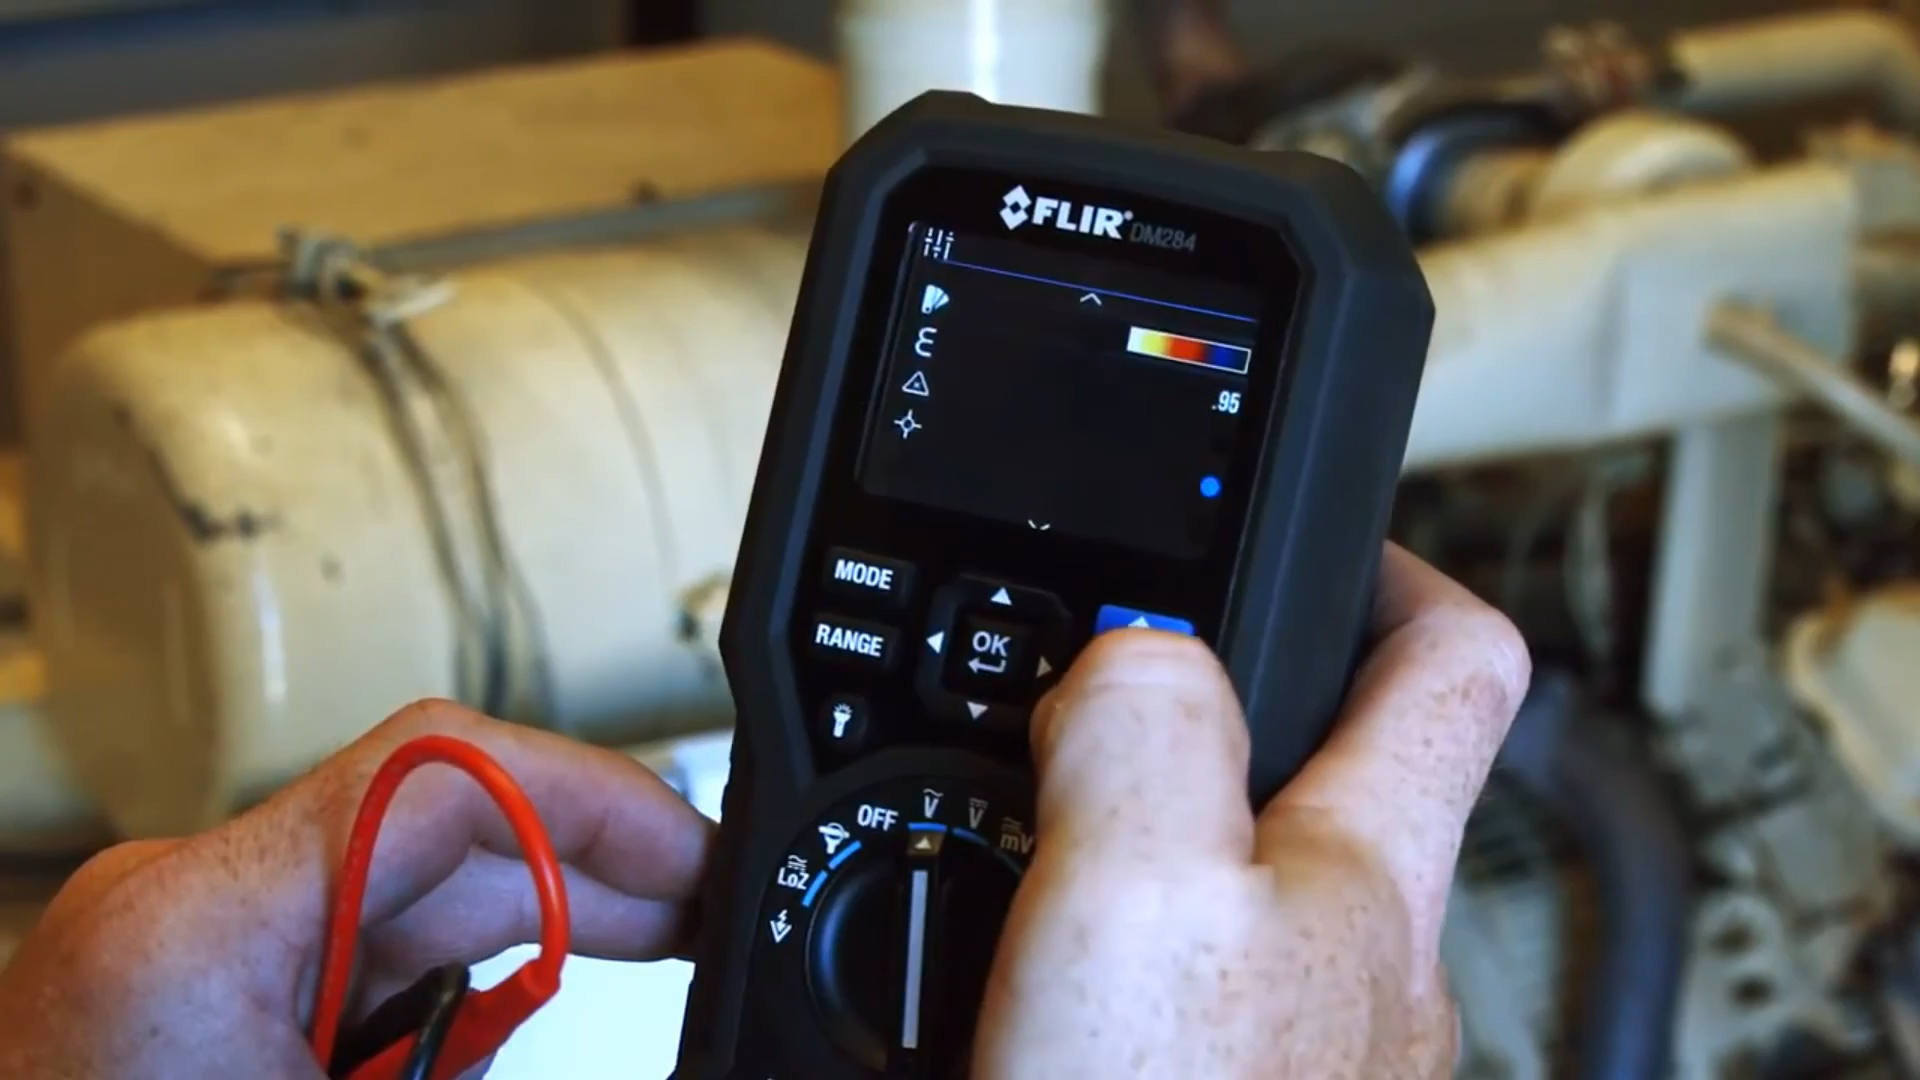 FLIR® DM284
ε
.95
MODE
RANGE
OK
OFF
V
V
mV
LoZ